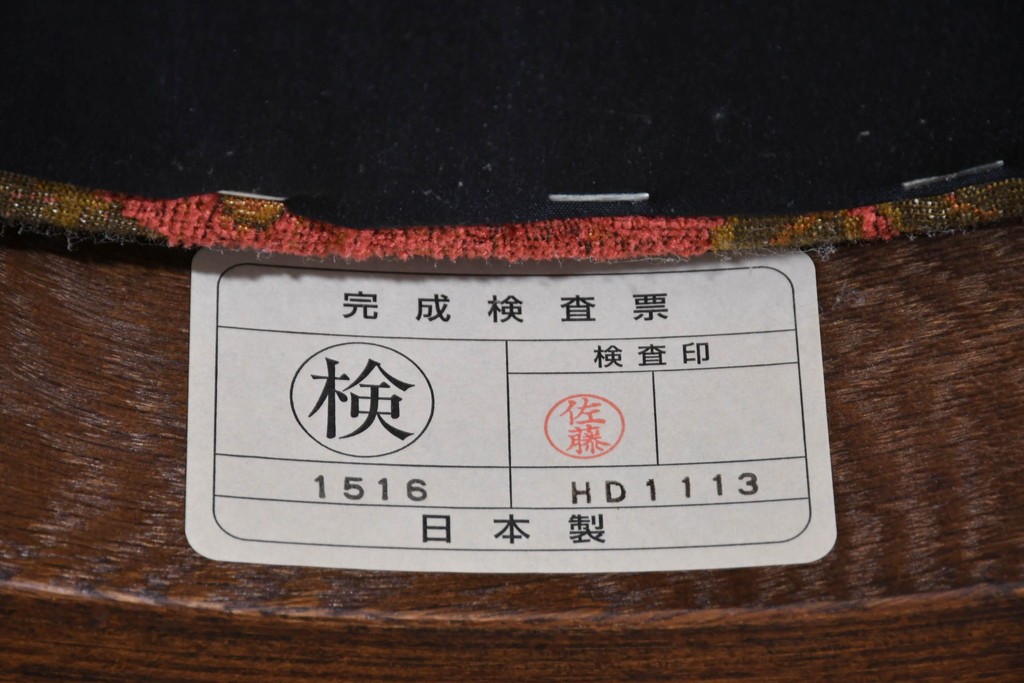 完成検査票
検
検査印
佐藤
1516
HD1113
日本製